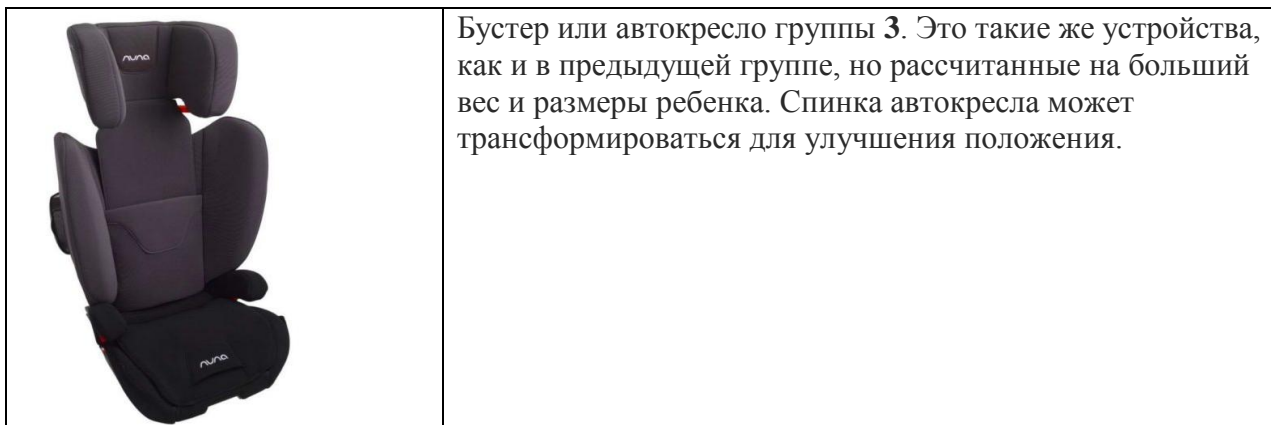 nuna
nuna
Бустер или автокресло группы 3. Это такие же устройства,
как и в предыдущей группе, но рассчитанные на больший
вес и размеры ребенка. Спинка автокресла может
трансформироваться для улучшения положения.